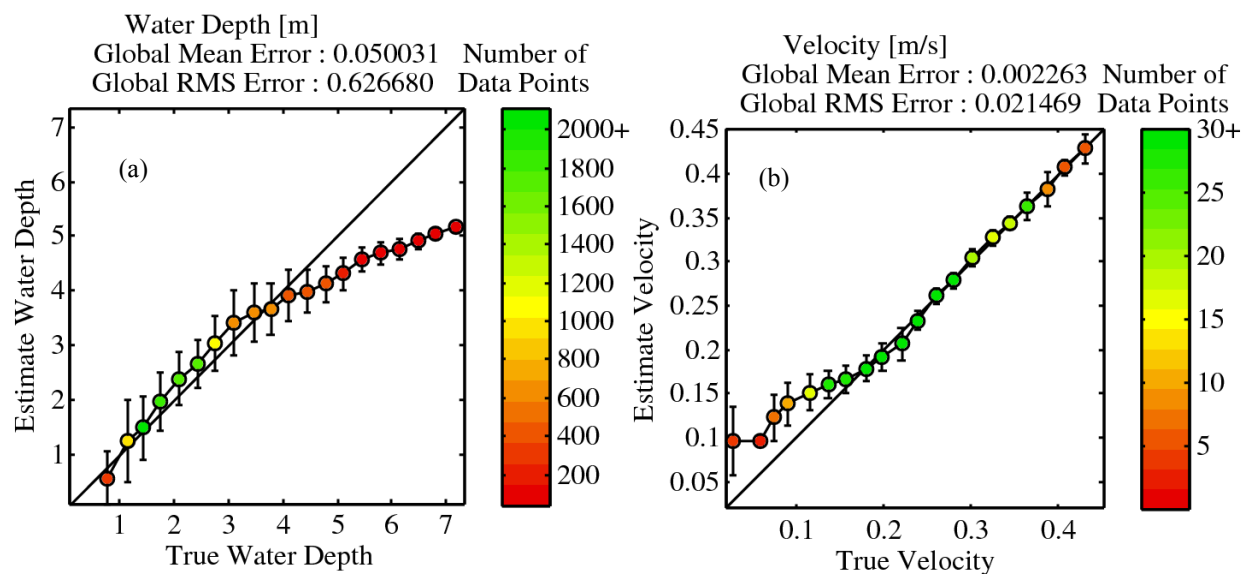 Water Depth [m]
Global Mean Error : 0.050031 Number of
Global RMS Error : 0.626680 Data Points
7
6
5
4
3
2
1
Estimate Water Depth
(a)
1 2 3 4 5 6 7
True Water Depth
2000+
1800
1600
1400
1200
1000
800
600
400
200
Velocity [m/s]
Global Mean Error : 0.002263 Number of
Global RMS Error : 0.021469 Data Points
0.45
0.4
0.35
0.3
0.25
0.2
0.15
0.1
0.05
Estimate Velocity
(b)
0.1 0.2 0.3 0.4
True Velocity
30+
25
20
15
10
5